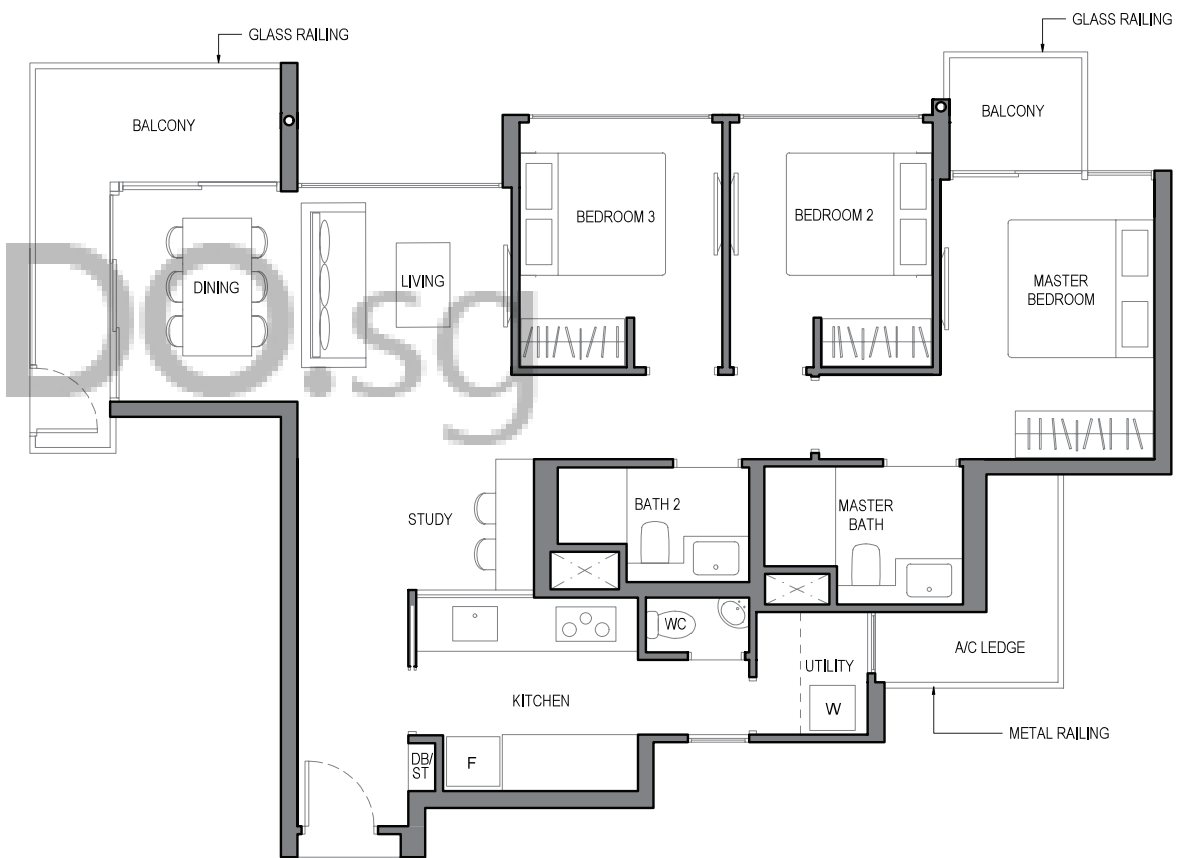 GLASS RAILING
GLASS RAILING
BALCONY
BALCONY
BEDROOM 3
BEDROOM 2
MASTER
BEDROOM
DINING
LIVING
DO.sg
STUDY
BATH 2
MASTER
BATH
WC
UTILITY
A/C LEDGE
KITCHEN
W
METAL RAILING
DB/
ST
F